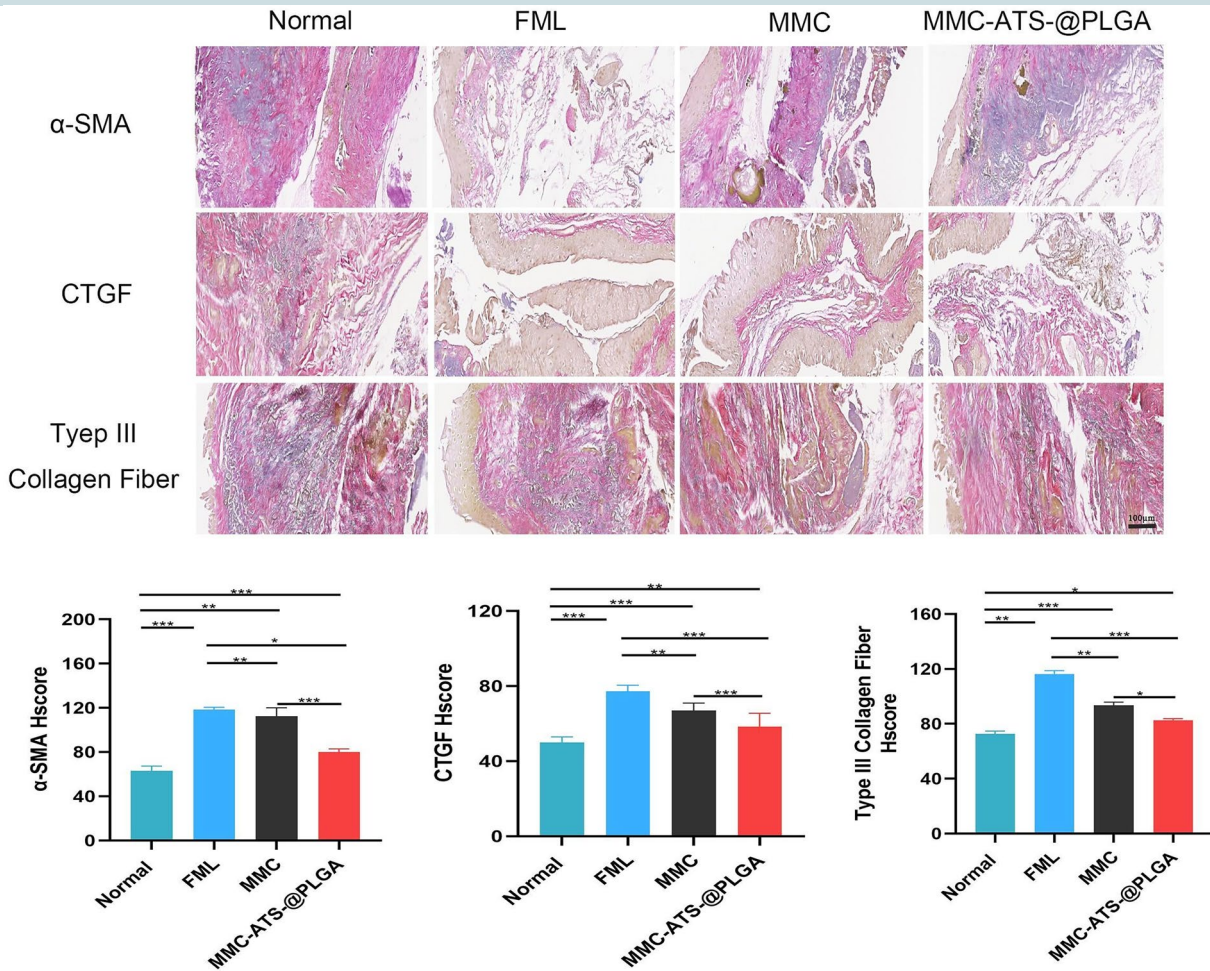 Normal FML MMC MMC-ATS-@PLGA
α-SMA
CTGF
Tyep III
Collagen Fiber
100μm
α-SMA Hscore
200
160
120
80
40
0
***
**
***
*
**
***
Normal
FML
MMC
MMC-ATS-@PLGA
CTGF Hscore
120
80
40
0
**
***
***
***
**
***
Normal
FML
MMC
MMC-ATS-@PLGA
Type III Collagen Fiber
Hscore
160
120
80
40
0
*
***
**
***
**
*
Normal
FML
MMC
MMC-ATS-@PLGA